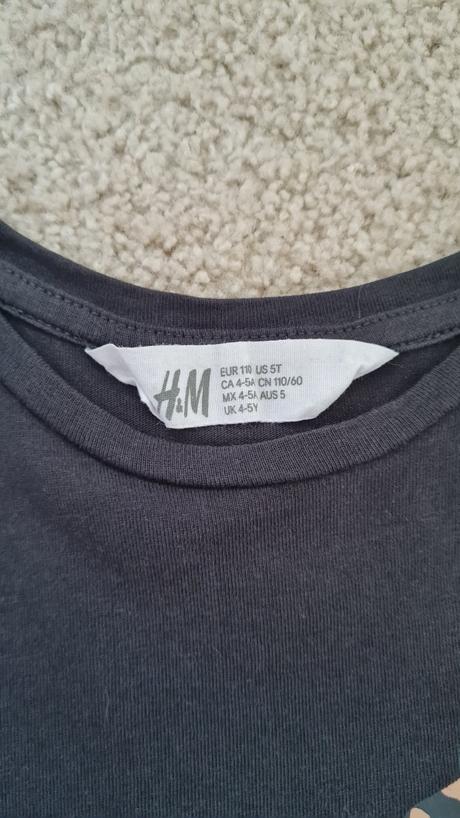 H&M
EUR 110 US 5T
CA 4-5A CN 110/60
MX 4-5A AUS 5
UK 4-5Y